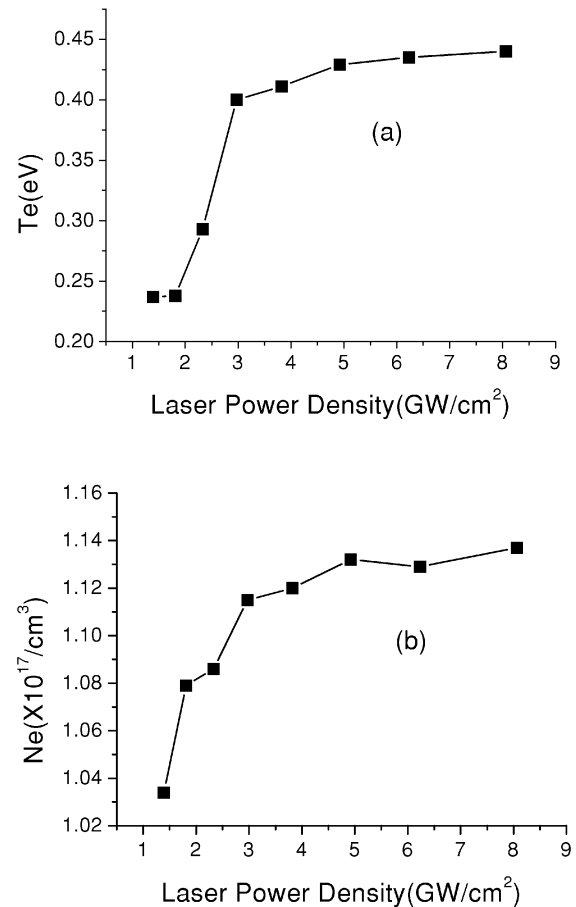 0.45
0.40
0.35
0.30
0.25
0.20
Te(eV)
(a)
1 2 3 4 5 6 7 8 9
Laser Power Density(GW/cm²)
1.16
1.14
1.12
1.10
1.08
1.06
1.04
1.02
Ne(X10¹⁷/cm³)
(b)
1 2 3 4 5 6 7 8 9
Laser Power Density(GW/cm²)